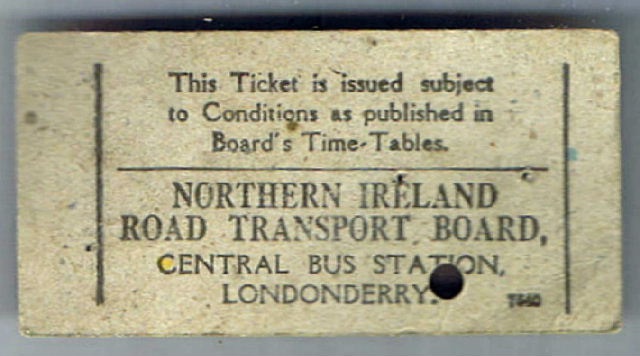 This Ticket is issued subject
to Conditions as published in
Board's Time-Tables.
NORTHERN IRELAND
ROAD TRANSPORT BOARD,
CENTRAL BUS STATION,
LONDONDERRY.